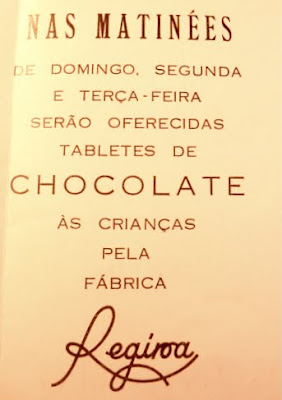 NAS MATINÉES
DE DOMINGO, SEGUNDA
E TERÇA-FEIRA
SERÃO OFERECIDAS
TABLETES DE
CHOCOLATE
ÀS CRIANÇAS
PELA
FÁBRICA
Regina